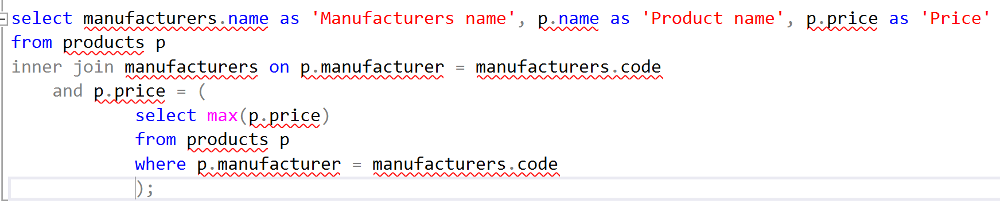 select manufacturers.name as 'Manufacturers name', p.name as 'Product name', p.price as 'Price'
from products p
inner join manufacturers on p.manufacturer = manufacturers.code
    and p.price = (
            select max(p.price)
            from products p
            where p.manufacturer = manufacturers.code
            );